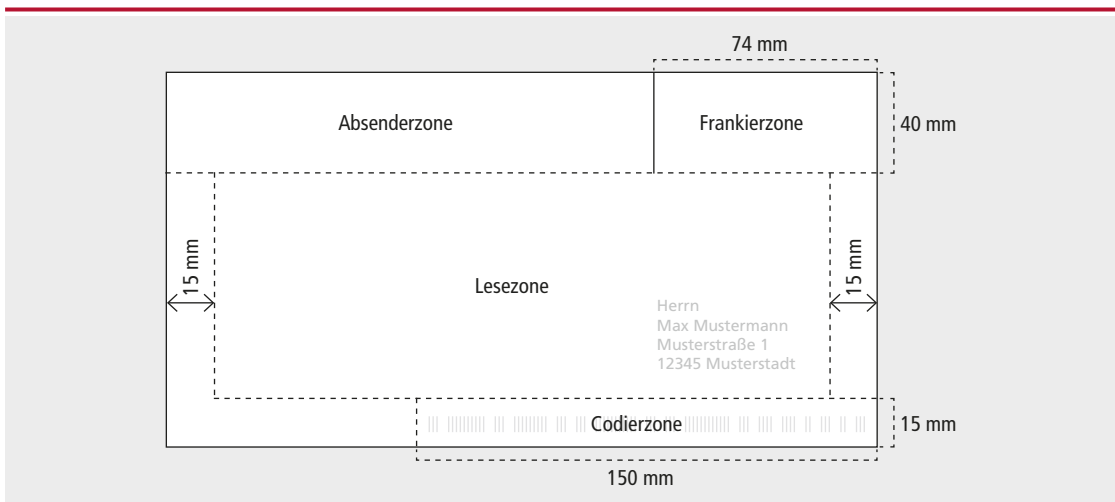 74 mm
Absenderzone
Frankierzone
40 mm
15 mm
Lesezone
15 mm
Herrn
Max Mustermann
Musterstraße 1
12345 Musterstadt
Codierzone
15 mm
150 mm